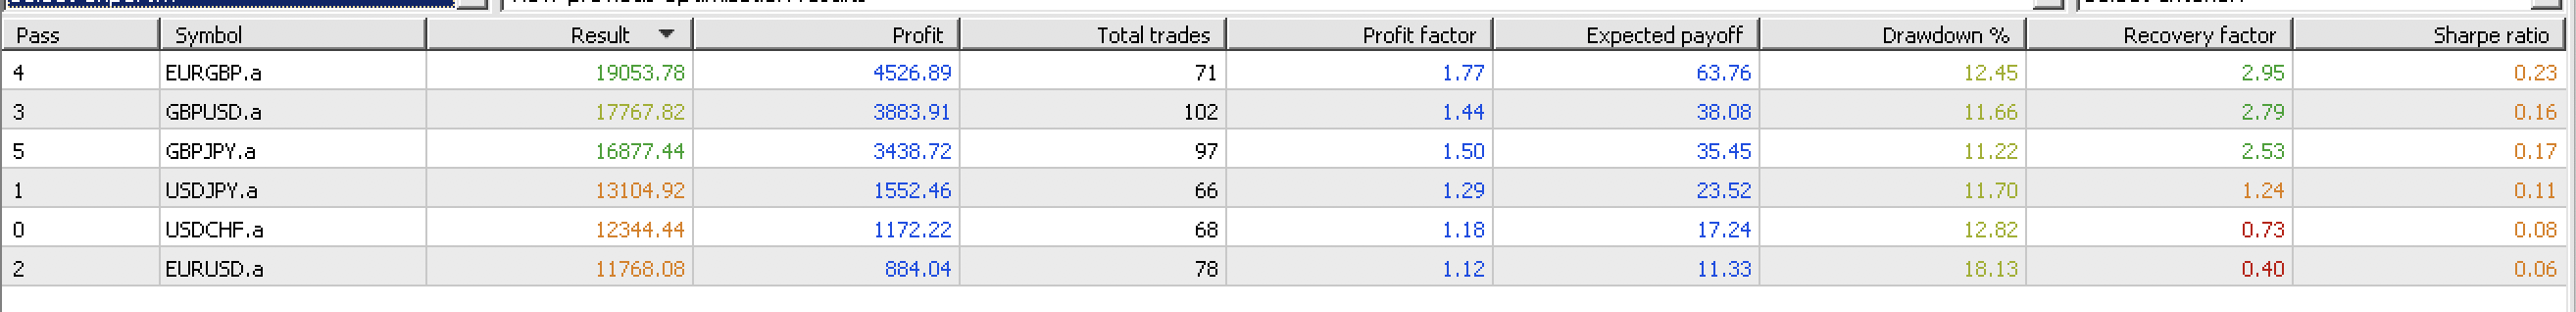 Pass Symbol Result Profit Total trades Profit factor Expected payoff Drawdown % Recovery factor Sharpe ratio
4 EURGBP.a 19053.78 4526.89 71 1.77 63.76 12.45 2.95 0.23
3 GBPUSD.a 17767.82 3883.91 102 1.44 38.08 11.66 2.79 0.16
5 GBPJPY.a 16877.44 3438.72 97 1.50 35.45 11.22 2.53 0.17
1 USDJPY.a 13104.92 1552.46 66 1.29 23.52 11.70 1.24 0.11
0 USDCHF.a 12344.44 1172.22 68 1.18 17.24 12.82 0.73 0.08
2 EURUSD.a 11768.08 884.04 78 1.12 11.33 18.13 0.40 0.06